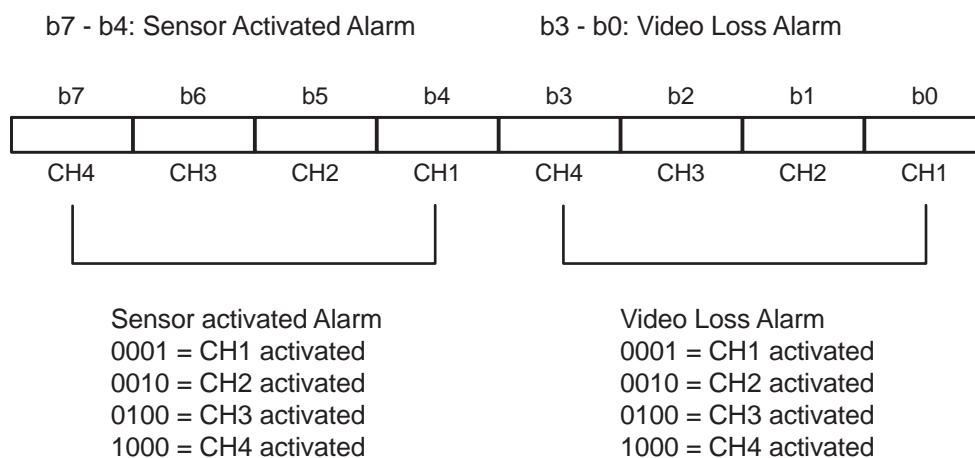 b7 - b4: Sensor Activated Alarm b3 - b0: Video Loss Alarm
b7 b6 b5 b4 b3 b2 b1 b0
CH4 CH3 CH2 CH1 CH4 CH3 CH2 CH1
Sensor activated Alarm
0001 = CH1 activated
0010 = CH2 activated
0100 = CH3 activated
1000 = CH4 activated
Video Loss Alarm
0001 = CH1 activated
0010 = CH2 activated
0100 = CH3 activated
1000 = CH4 activated